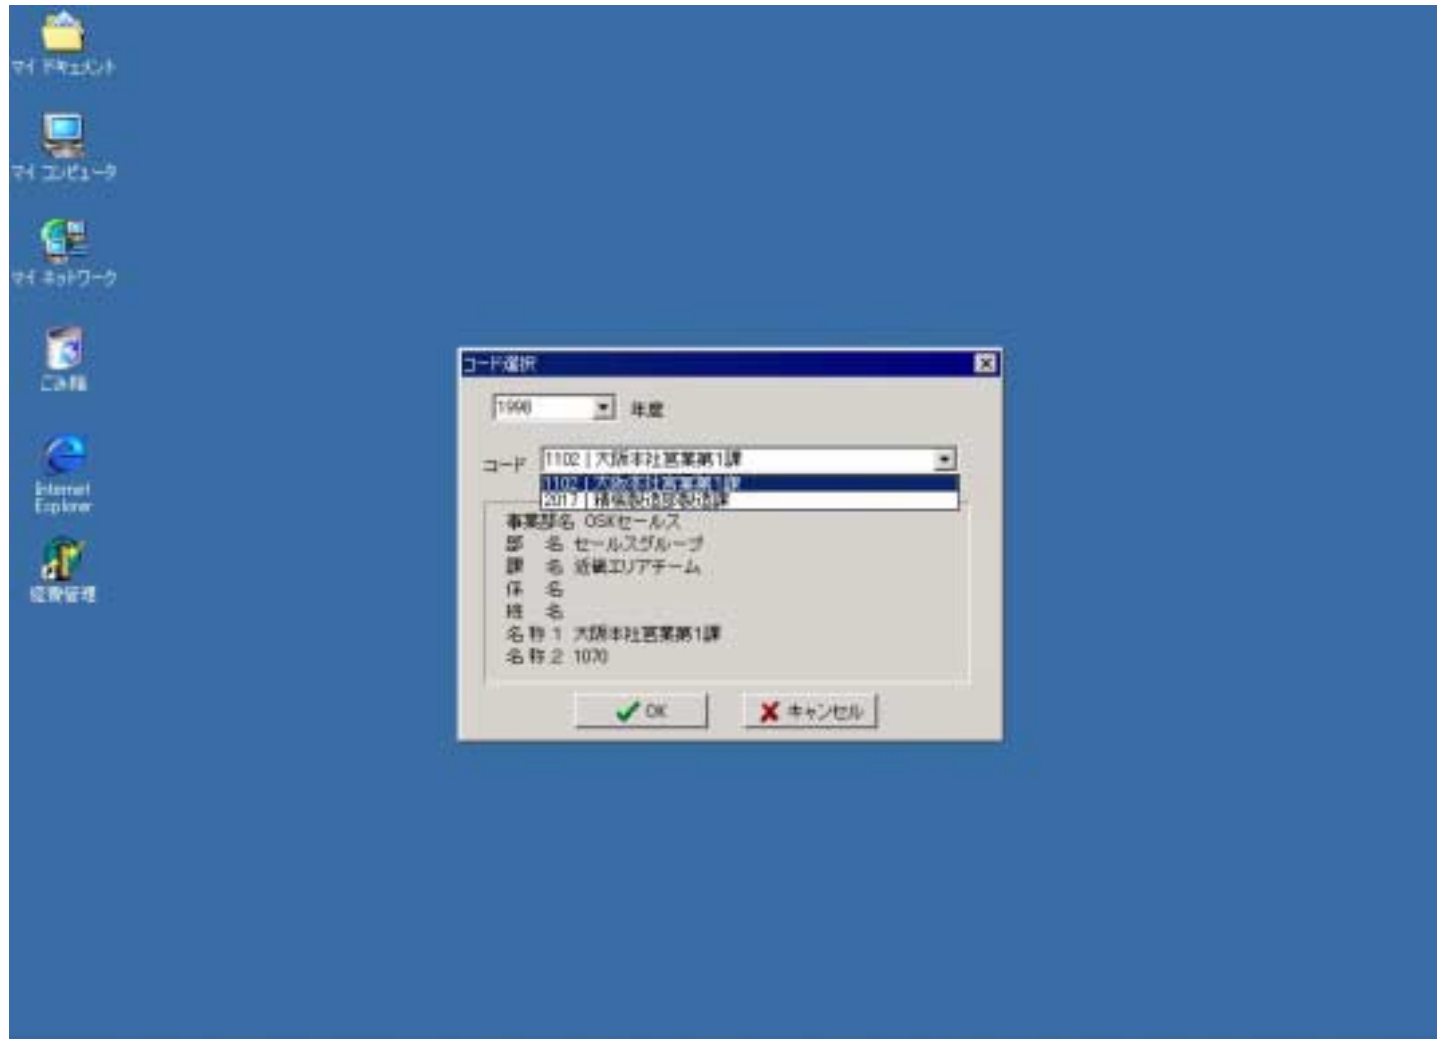 マイ ドキュメント
マイ コンピュータ
マイ ネットワーク
ごみ箱
Internet
Explorer
経費管理
コード選択
1998 年度
コード 1102 | 大阪本社営業第1課
1102 | 大阪本社営業第1課
2017 |
事業部名 OSKセールス
部 名 セールスグループ
課 名 近畿エリアチーム
係 名
班 名
名称1 大阪本社営業第1課
名称2 1070
OK
キャンセル